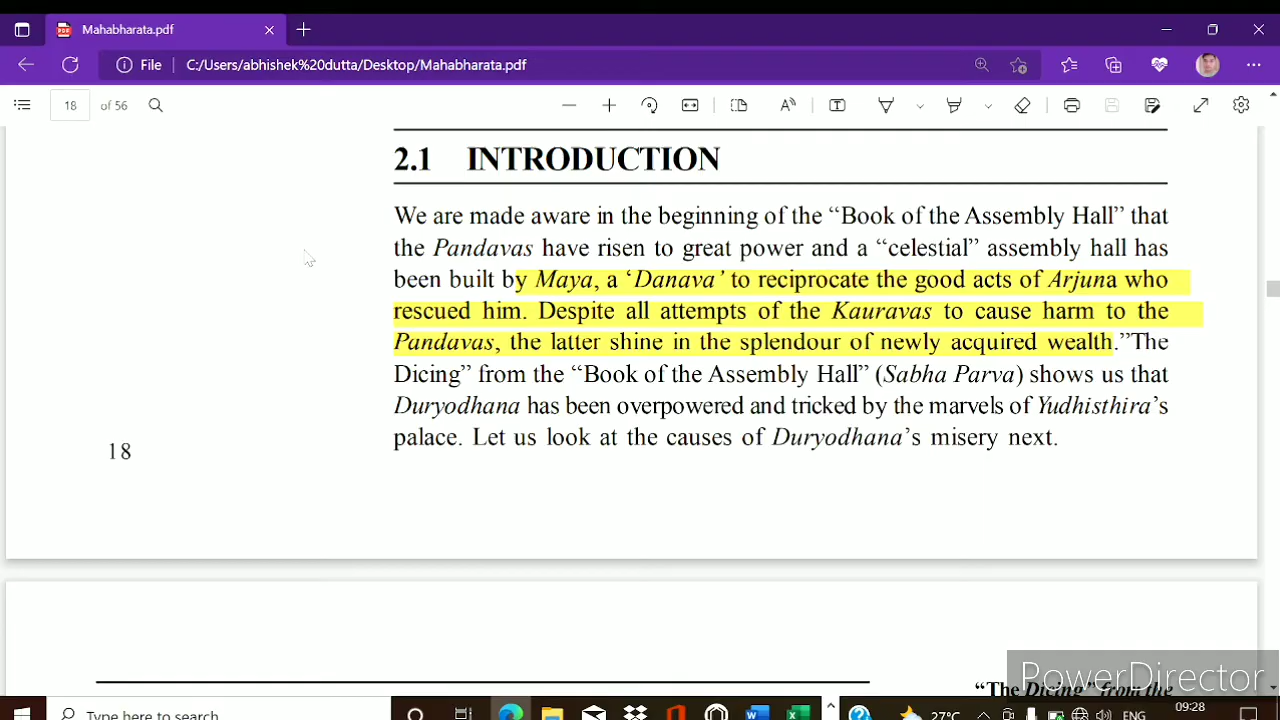 Mahabharata.pdf
File
C:/Users/abhishek%20dutta/Desktop/Mahabharata.pdf
18 of 56
2.1 INTRODUCTION
We are made aware in the beginning of the “Book of the Assembly Hall” that
the Pandavas have risen to great power and a “celestial” assembly hall has
been built by Maya, a ‘Danava’ to reciprocate the good acts of Arjuna who
rescued him. Despite all attempts of the Kauravas to cause harm to the
Pandavas, the latter shine in the splendour of newly acquired wealth.”The
Dicing” from the “Book of the Assembly Hall” (Sabha Parva) shows us that
Duryodhana has been overpowered and tricked by the marvels of Yudhisthira’s
palace. Let us look at the causes of Duryodhana’s misery next.
18
“The Dicing” from the
PowerDirector
Type here to search
27°C
ENG
09:28